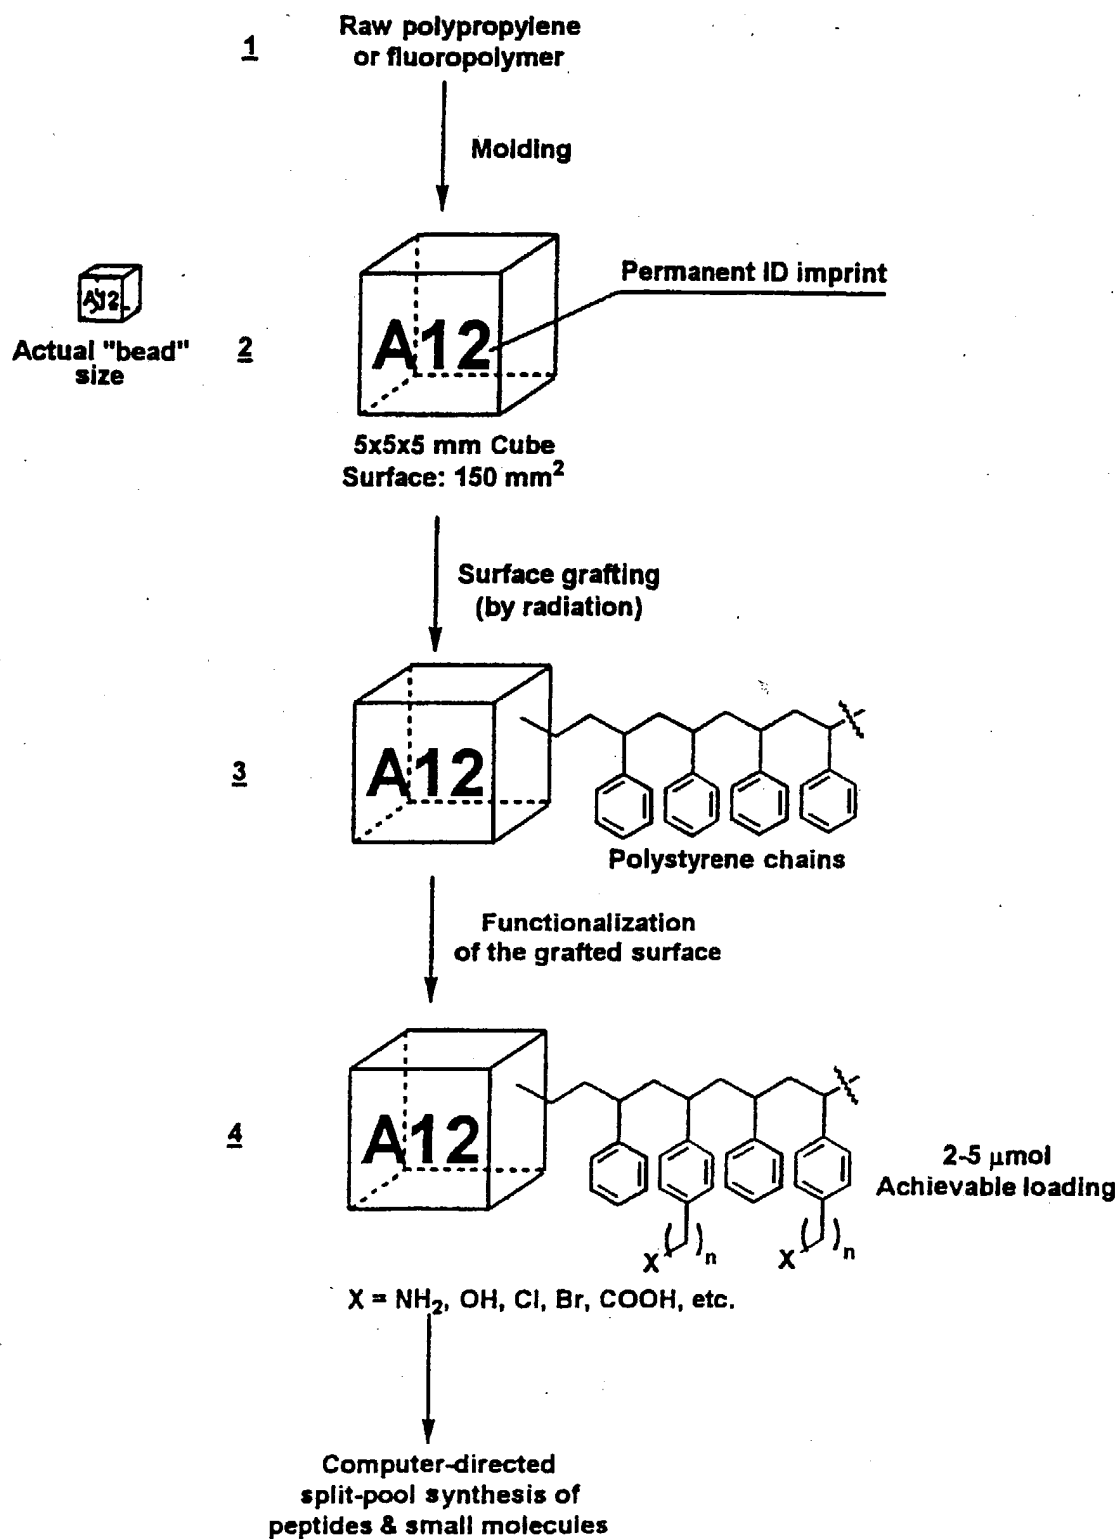 1
Raw polypropylene
or fluoropolymer
Molding
Permanent ID imprint
A12
Actual "bead"
size
2
A12
5x5x5 mm Cube
Surface: 150 mm²
Surface grafting
(by radiation)
3
A12
Polystyrene chains
Functionalization
of the grafted surface
4
A12
2-5 µmol
Achievable loading
X ( )n X ( )n
X = NH₂, OH, Cl, Br, COOH, etc.
Computer-directed
split-pool synthesis of
peptides & small molecules